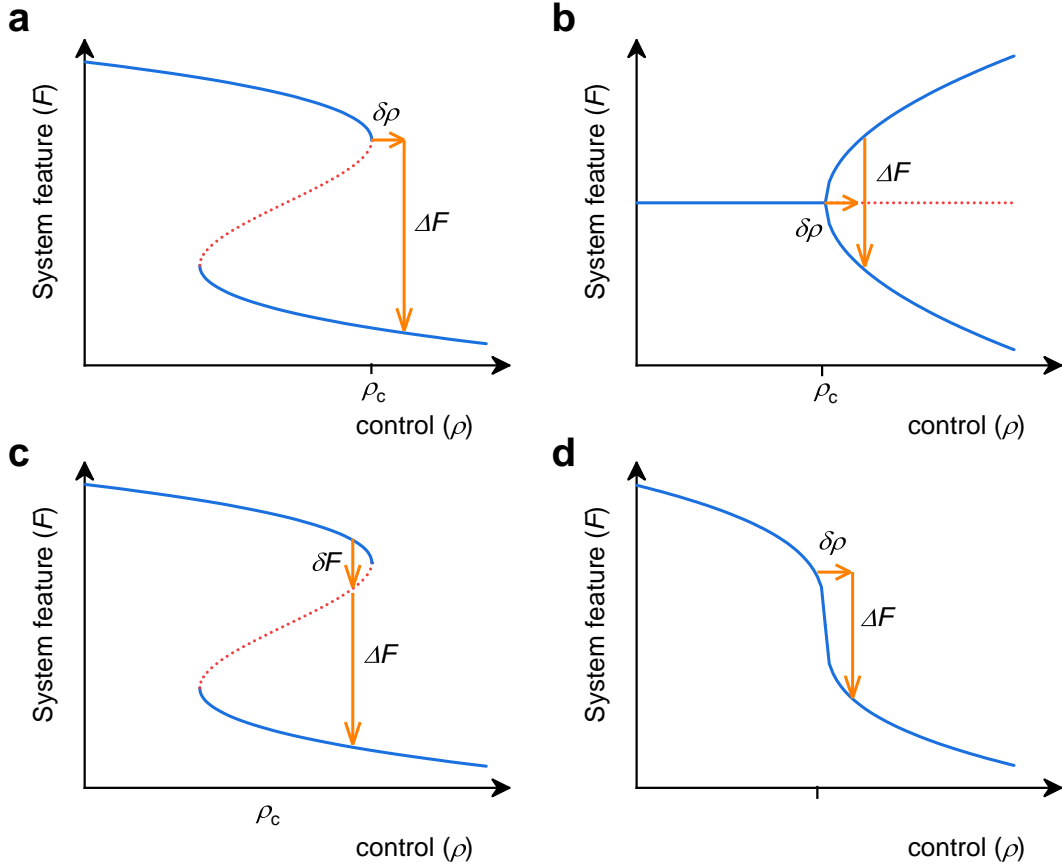 a
System feature (F)
δρ
ΔF
ρc
control (ρ)
b
System feature (F)
ΔF
δρ
ρc
control (ρ)
c
System feature (F)
δF
ΔF
ρc
control (ρ)
d
System feature (F)
δρ
ΔF
control (ρ)